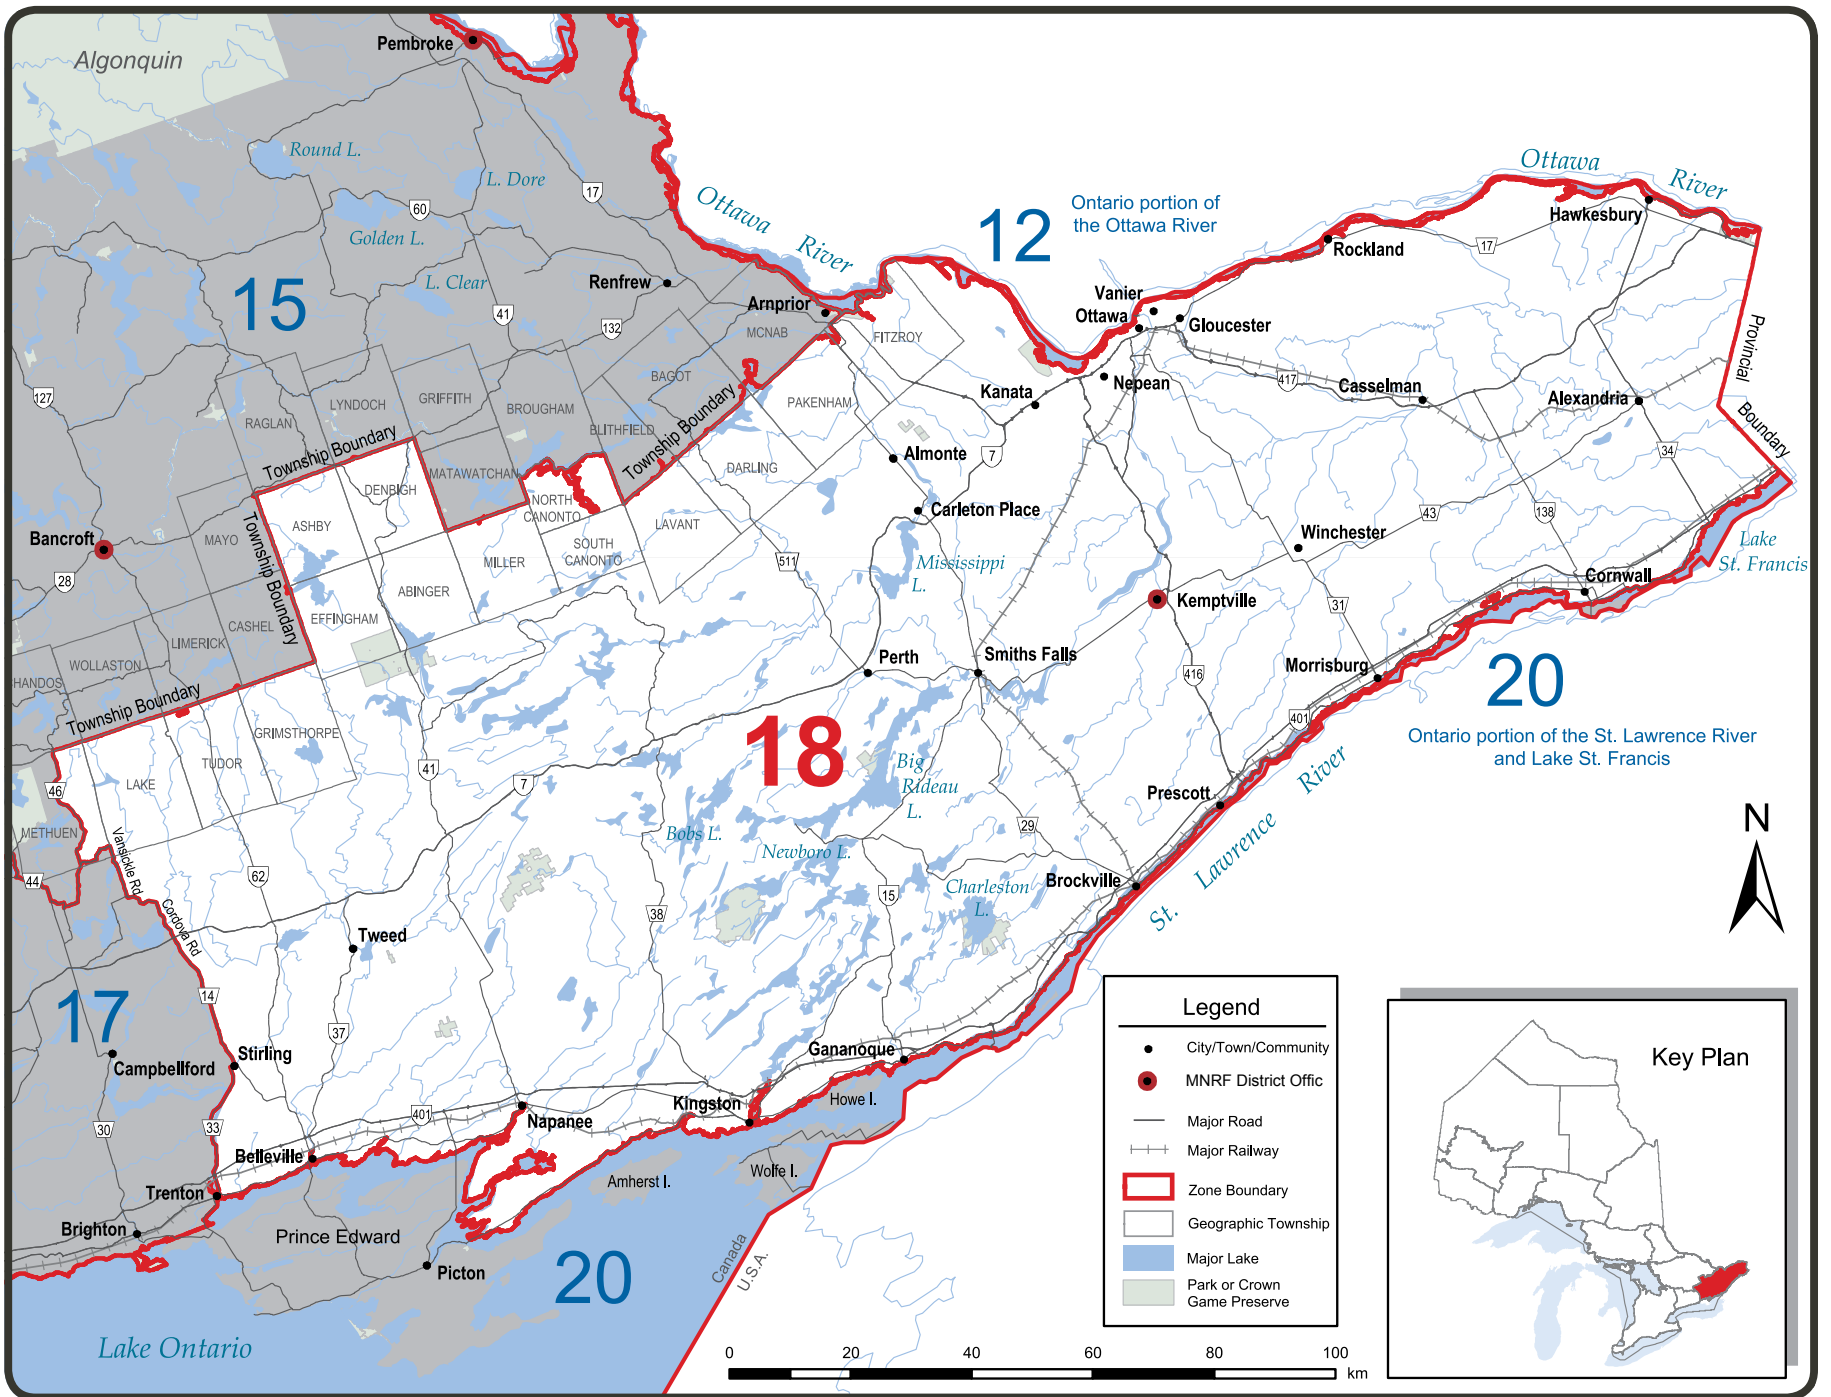 Algonquin
Pembroke
Round L.
L. Dore
17
60
Golden L.
L. Clear
15
41
Renfrew
132
Arnprior
Ottawa
River
12
Ontario portion of
the Ottawa River
Ottawa
River
Hawkesbury
Rockland
17
Vanier
Ottawa
Gloucester
Nepean
Kanata
417
Casselman
Alexandria
Provincial
Boundary
34
MCNAB
FITZROY
BAGOT
PAKENHAM
127
RAGLAN
LYNDOCH
GRIFFITH
BROUGHAM
BLITHFIELD
Township Boundary
Township Boundary
MATAWATCHAN
DENBIGH
DARLING
Almonte
7
Carleton Place
NORTH
CANONTO
ASHBY
MAYO
Township Boundary
LAVANT
SOUTH
CANONTO
MILLER
ABINGER
EFFINGHAM
Bancroft
28
CASHEL
LIMERICK
WOLLASTON
HANDOS
Township Boundary
511
Mississippi
L.
Winchester
43
138
Lake
St. Francis
Cornwall
Kemptville
31
Perth
Smiths Falls
416
Morrisburg
401
20
Ontario portion of the St. Lawrence River
and Lake St. Francis
18
GRIMSTHORPE
TUDOR
LAKE
46
METHUEN
44
Vansickle Rd
Cordova Rd
41
7
Big
Rideau
L.
Bobs L.
Newboro L.
29
Prescott
St.
Lawrence
River
Brockville
Charleston
L.
15
38
62
Tweed
N
14
17
37
Campbellford
Stirling
30
33
Gananoque
Howe I.
Kingston
Napanee
401
Belleville
Trenton
Brighton
Amherst I.
Wolfe I.
Prince Edward
Picton
20
Canada
U.S.A.
Lake Ontario
Legend
City/Town/Community
MNRF District Offic
Major Road
Major Railway
Zone Boundary
Geographic Township
Major Lake
Park or Crown
Game Preserve
Key Plan
0 20 40 60 80 100
km